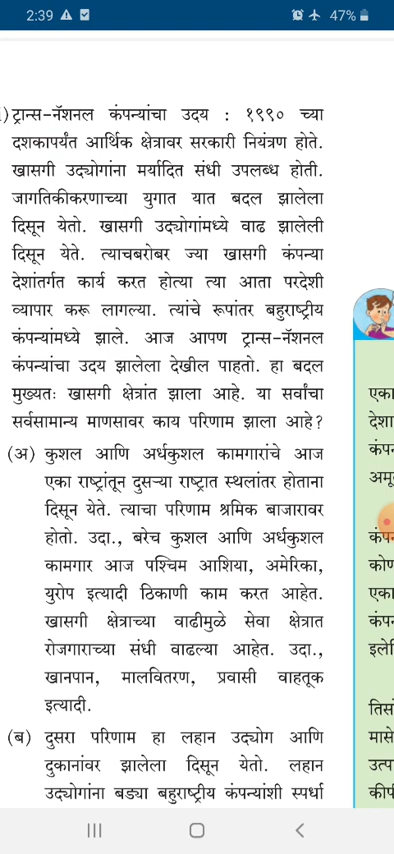 2:39
47%
ट्रान्स-नॅशनल कंपन्यांचा उदय : १९९० च्या
दशकापर्यंत आर्थिक क्षेत्रावर सरकारी नियंत्रण होते.
खासगी उद्योगांना मर्यादित संधी उपलब्ध होती.
जागतिकीकरणाच्या युगात यात बदल झालेला
दिसून येतो. खासगी उद्योगांमध्ये वाढ झालेली
दिसून येते. त्याचबरोबर ज्या खासगी कंपन्या
देशांतर्गत कार्य करत होत्या त्या आता परदेशी
व्यापार करू लागल्या. त्यांचे रूपांतर बहुराष्ट्रीय
कंपन्यांमध्ये झाले. आज आपण ट्रान्स-नॅशनल
कंपन्यांचा उदय झालेला देखील पाहतो. हा बदल
मुख्यतः खासगी क्षेत्रांत झाला आहे. या सर्वांचा
सर्वसामान्य माणसावर काय परिणाम झाला आहे?
(अ) कुशल आणि अर्धकुशल कामगारांचे आज
एका राष्ट्रांतून दुसऱ्या राष्ट्रात स्थलांतर होताना
दिसून येते. त्याचा परिणाम श्रमिक बाजारावर
होतो. उदा., बरेच कुशल आणि अर्धकुशल
कामगार आज पश्चिम आशिया, अमेरिका,
युरोप इत्यादी ठिकाणी काम करत आहेत.
खासगी क्षेत्राच्या वाढीमुळे सेवा क्षेत्रात
रोजगाराच्या संधी वाढल्या आहेत. उदा.,
खानपान, मालवितरण, प्रवासी वाहतूक
इत्यादी.
(ब) दुसरा परिणाम हा लहान उद्योग आणि
दुकानांवर झालेला दिसून येतो. लहान
उद्योगांना बड्या बहुराष्ट्रीय कंपन्यांशी स्पर्धा
एका
देशा
कंपन
अमू
कंपन
कोण
एका
कंपन
इले
तिस
मासे
उत्प
कीर्प